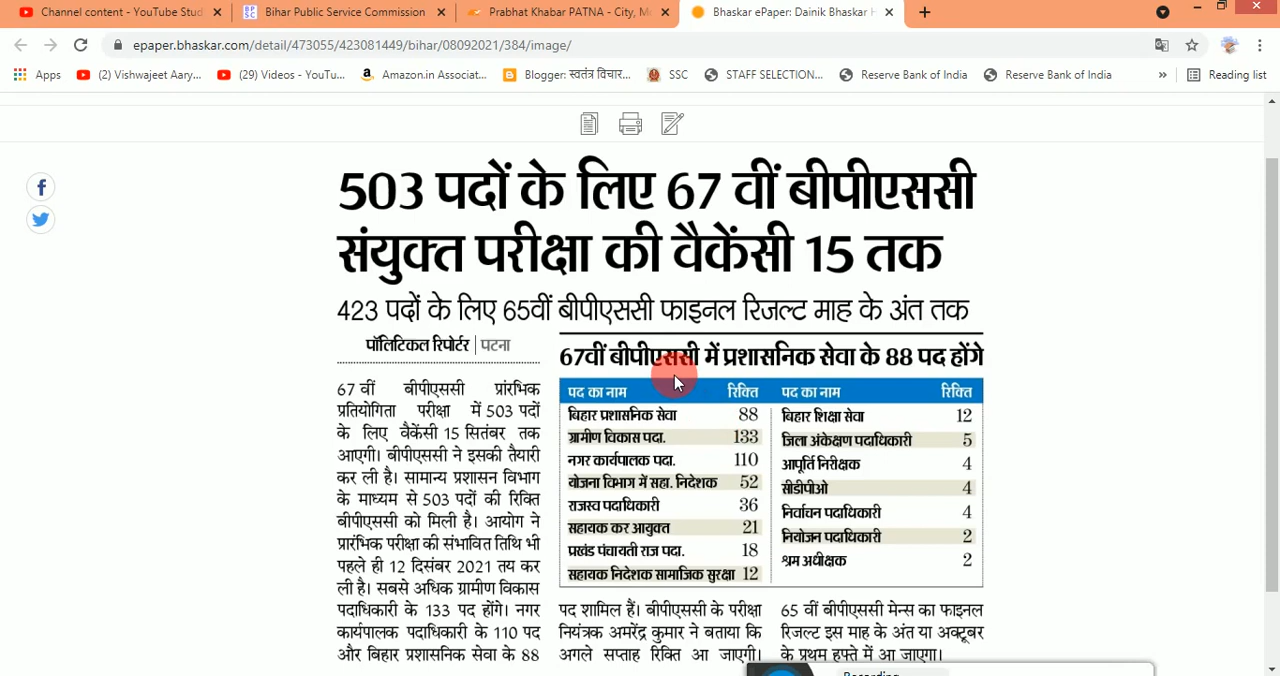 Channel content - YouTube Stud
Bihar Public Service Commission
Prabhat Khabar PATNA - City, M
Bhaskar ePaper: Dainik Bhaskar H
epaper.bhaskar.com/detail/473055/423081449/bihar/08092021/384/image/
Apps
(2) Vishwajeet Aary...
(29) Videos - YouTu...
Amazon.in Associat...
Blogger: स्वतंत्र विचार...
SSC
STAFF SELECTION...
Reserve Bank of India
Reserve Bank of India
»
Reading list
503 पदों के लिए 67 वीं बीपीएससी
संयुक्त परीक्षा की वैकेंसी 15 तक
423 पदों के लिए 65वीं बीपीएससी फाइनल रिजल्ट माह के अंत तक
पॉलिटिकल रिपोर्टर | पटना
67 वीं बीपीएससी प्रारंभिक
प्रतियोगिता परीक्षा में 503 पदों
के लिए वैकेंसी 15 सितंबर तक
आएगी। बीपीएससी ने इसकी तैयारी
कर ली है। सामान्य प्रशासन विभाग
के माध्यम से 503 पदों की रिक्ति
बीपीएससी को मिली है। आयोग ने
प्रारंभिक परीक्षा की संभावित तिथि भी
पहले ही 12 दिसंबर 2021 तय कर
ली है। सबसे अधिक ग्रामीण विकास
पदाधिकारी के 133 पद होंगे। नगर
कार्यपालक पदाधिकारी के 110 पद
और बिहार प्रशासनिक सेवा के 88
67वीं बीपीएससी में प्रशासनिक सेवा के 88 पद होंगे
पद का नाम रिक्ति पद का नाम रिक्ति
बिहार प्रशासनिक सेवा 88
ग्रामीण विकास पदा. 133
नगर कार्यपालक पदा. 110
योजना विभाग में सहा. निदेशक 52
राजस्व पदाधिकारी 36
सहायक कर आयुक्त 21
प्रखंड पंचायती राज पदा. 18
सहायक निदेशक सामाजिक सुरक्षा 12
बिहार शिक्षा सेवा 12
जिला अंकेक्षण पदाधिकारी 5
आपूर्ति निरीक्षक 4
सीडीपीओ 4
निर्वाचन पदाधिकारी 4
नियोजन पदाधिकारी 2
श्रम अधीक्षक 2
पद शामिल हैं। बीपीएससी के परीक्षा
नियंत्रक अमरेंद्र कुमार ने बताया कि
अगले सप्ताह रिक्ति आ जाएगी।
65 वीं बीपीएससी मेन्स का फाइनल
रिजल्ट इस माह के अंत या अक्टूबर
के प्रथम हफ्ते में आ जाएगा।
Recording